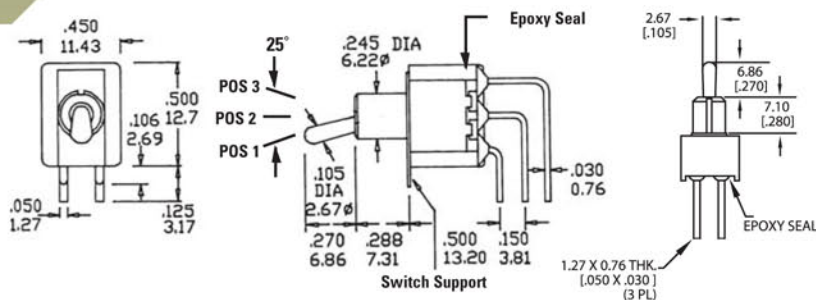 .450
11.43
.500
12.7
.106
2.69
.050
1.27
.125
3.17
25°
POS 3
POS 2
POS 1
.245 DIA
6.22ø
Epoxy Seal
.105
DIA
2.67ø
.030
0.76
.270
6.86
.288
7.31
.500
13.20
.150
3.81
Switch Support
2.67
[.105]
6.86
[.270]
7.10
[.280]
EPOXY SEAL
1.27 X 0.76 THK.
[.050 X .030 ]
(3 PL)